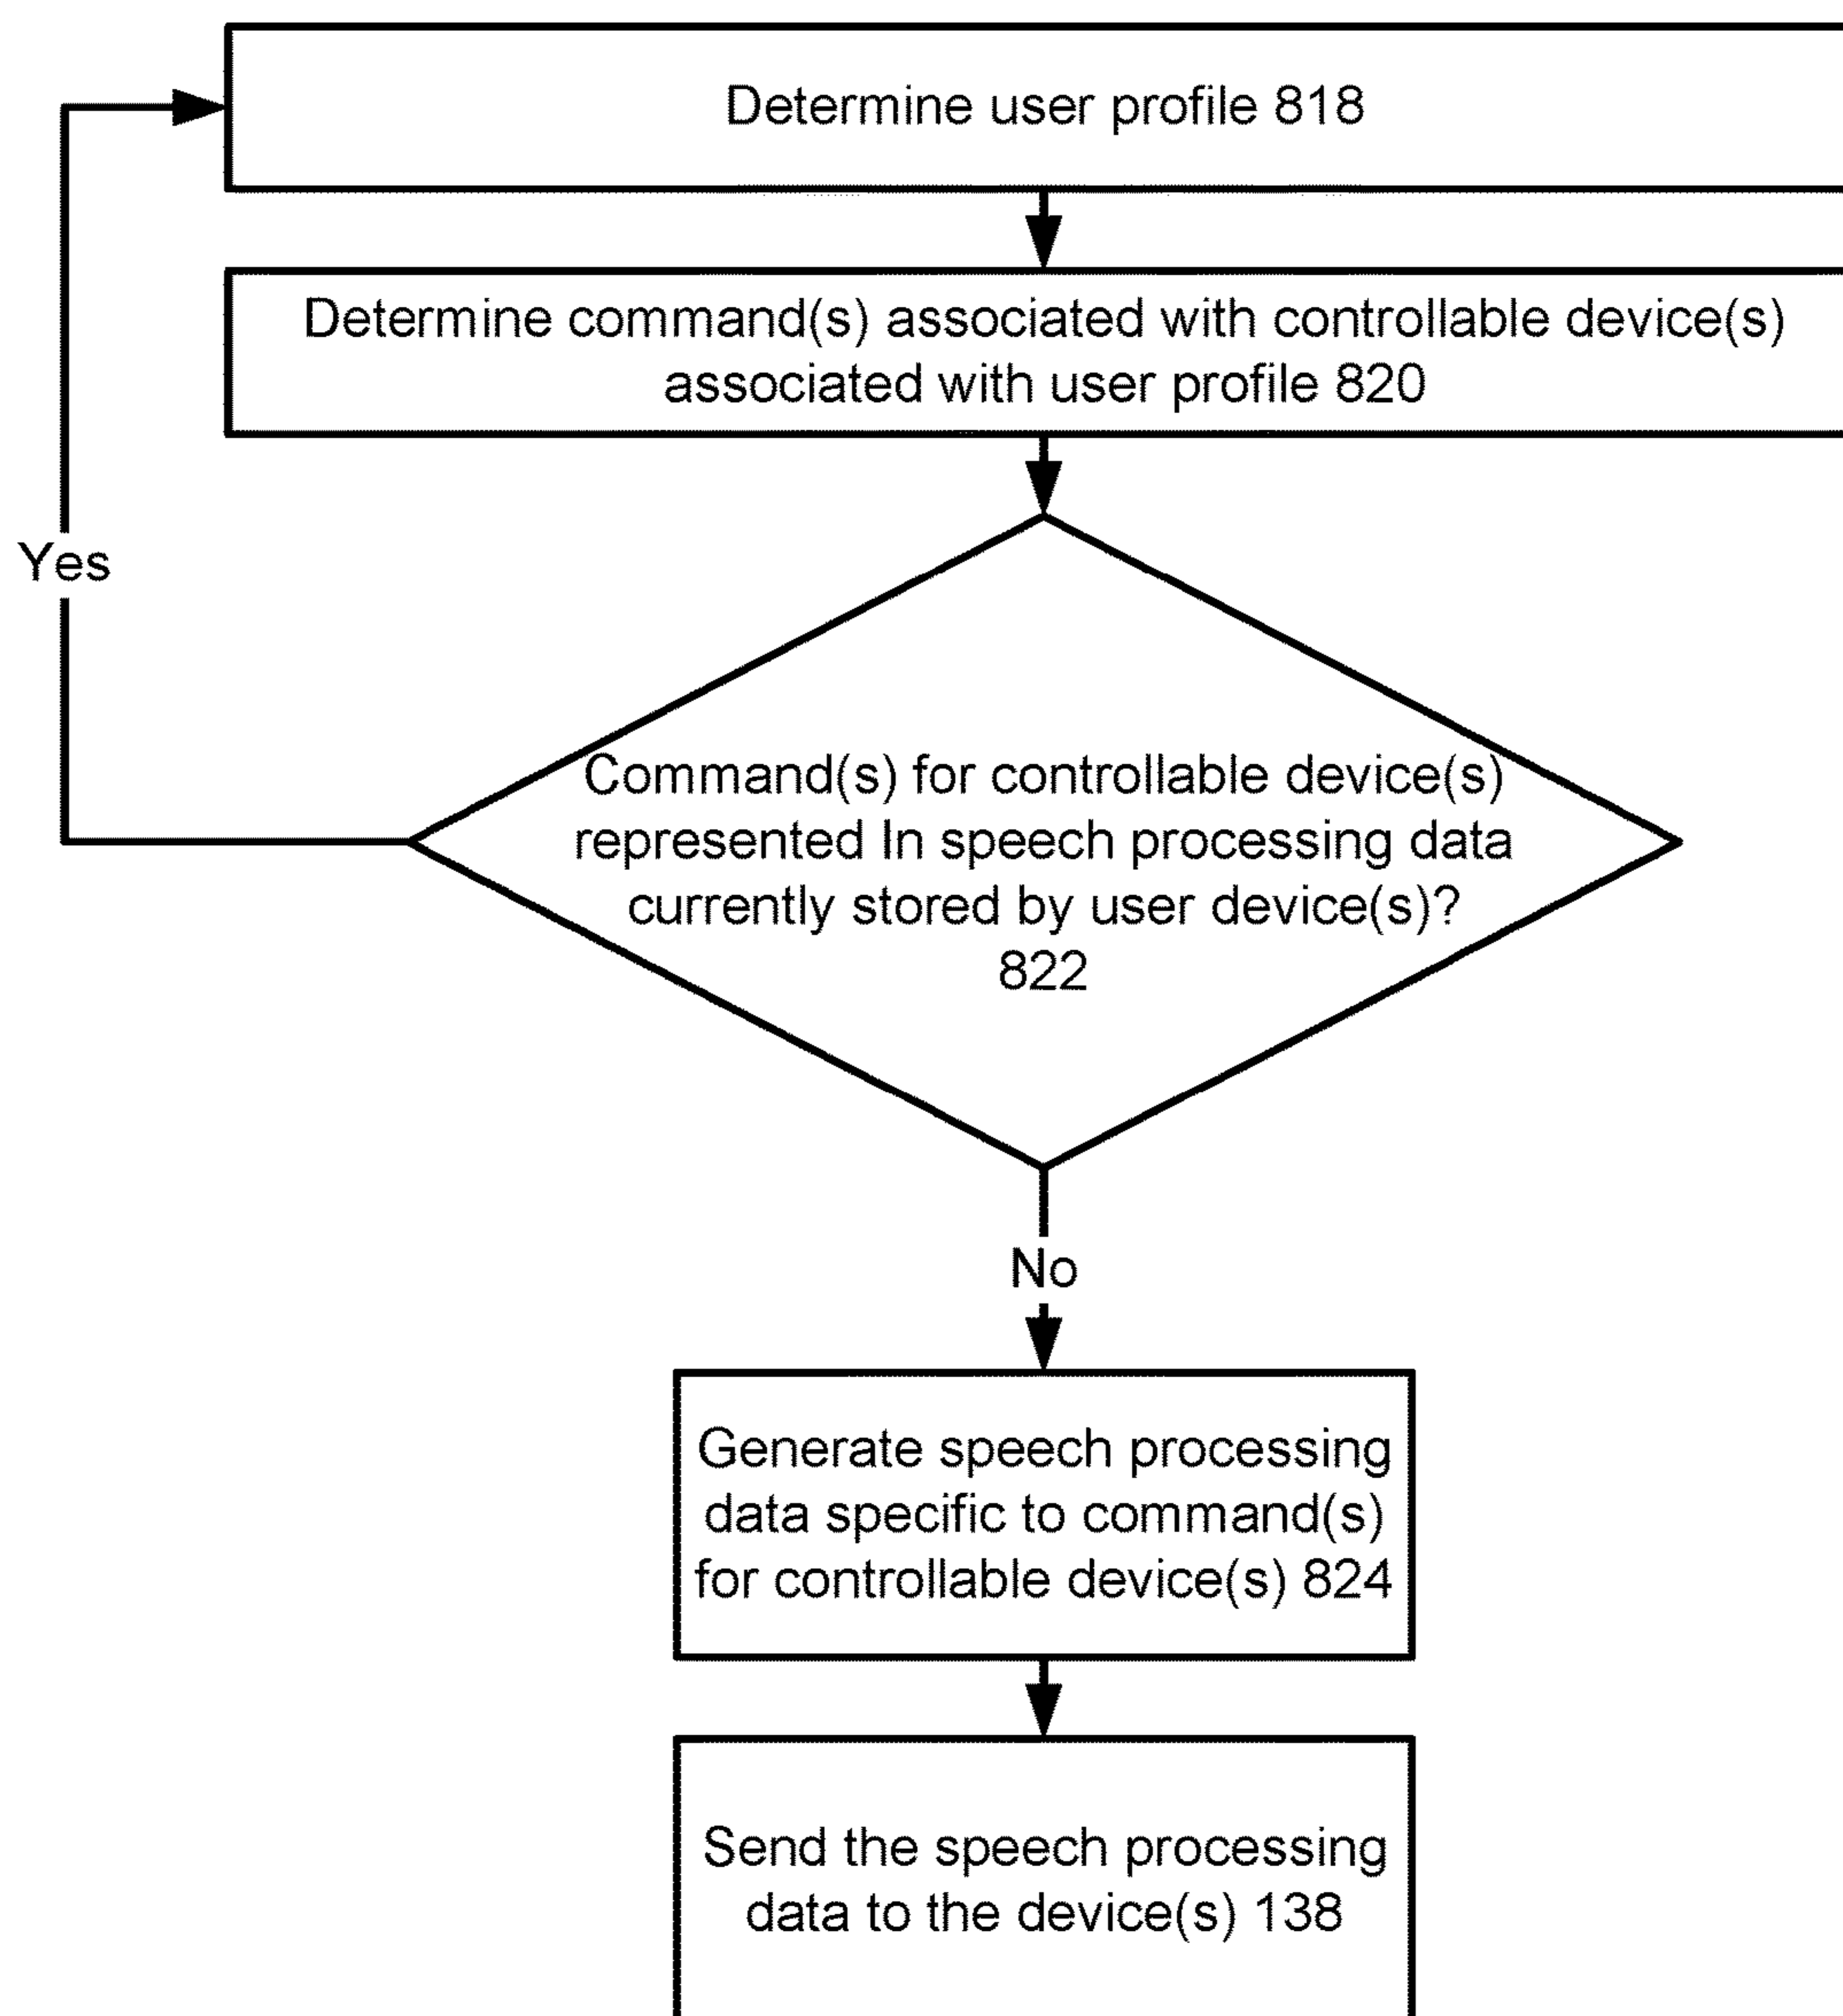 Determine user profile 818
Determine command(s) associated with controllable device(s)
associated with user profile 820
Yes
Command(s) for controllable device(s)
represented In speech processing data
currently stored by user device(s)?
822
No
Generate speech processing
data specific to command(s)
for controllable device(s) 824
Send the speech processing
data to the device(s) 138